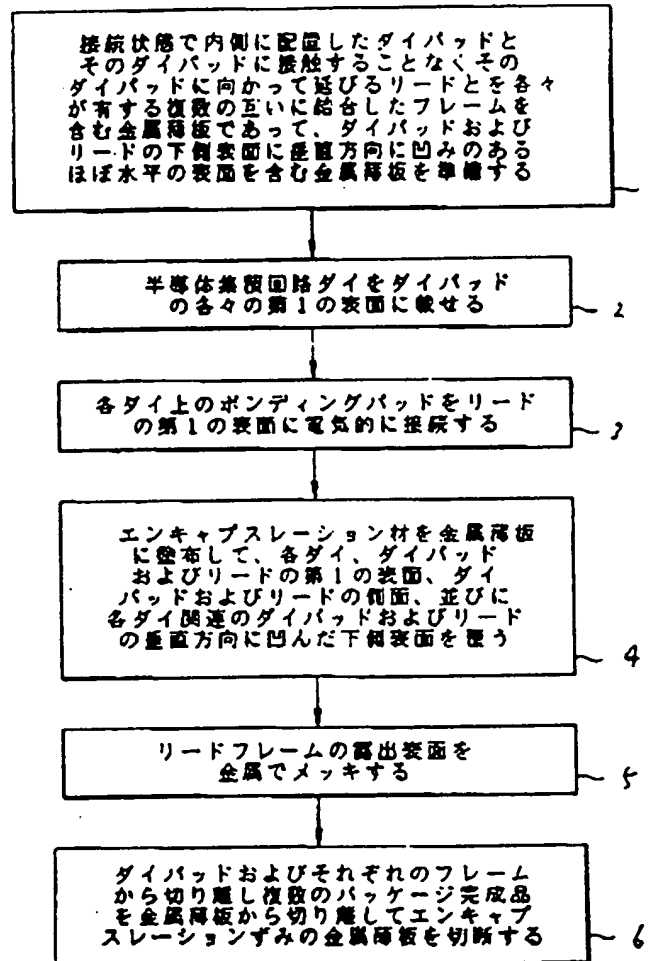 接続状態で内側に配置したダイパッドと
そのダイパッドに接触することなくその
ダイパッドに向かって延びるリードとを各々
が有する複数の互いに結合したフレームを
含む金属薄板であって、ダイパッドおよび
リードの下側表面に垂直方向に凹みのある
ほぼ水平の表面を含む金属薄板を準備する
半導体集積回路ダイをダイパッド
の各々の第1の表面に載せる
2
各ダイ上のボンディングパッドをリード
の第1の表面に電気的に接続する
3
エンキャプスレーション材を金属薄板
に塗布して、各ダイ、ダイパッド
およびリードの第1の表面、ダイ
パッドおよびリードの側面、並びに
各ダイ関連のダイパッドおよびリード
の垂直方向に凹んだ下側表面を覆う
4
リードフレームの露出表面を
金属でメッキする
5
ダイパッドおよびそれぞれのフレーム
から切り離し複数のパッケージ完成品
を金属薄板から切り離してエンキャプ
スレーションずみの金属薄板を切断する
6